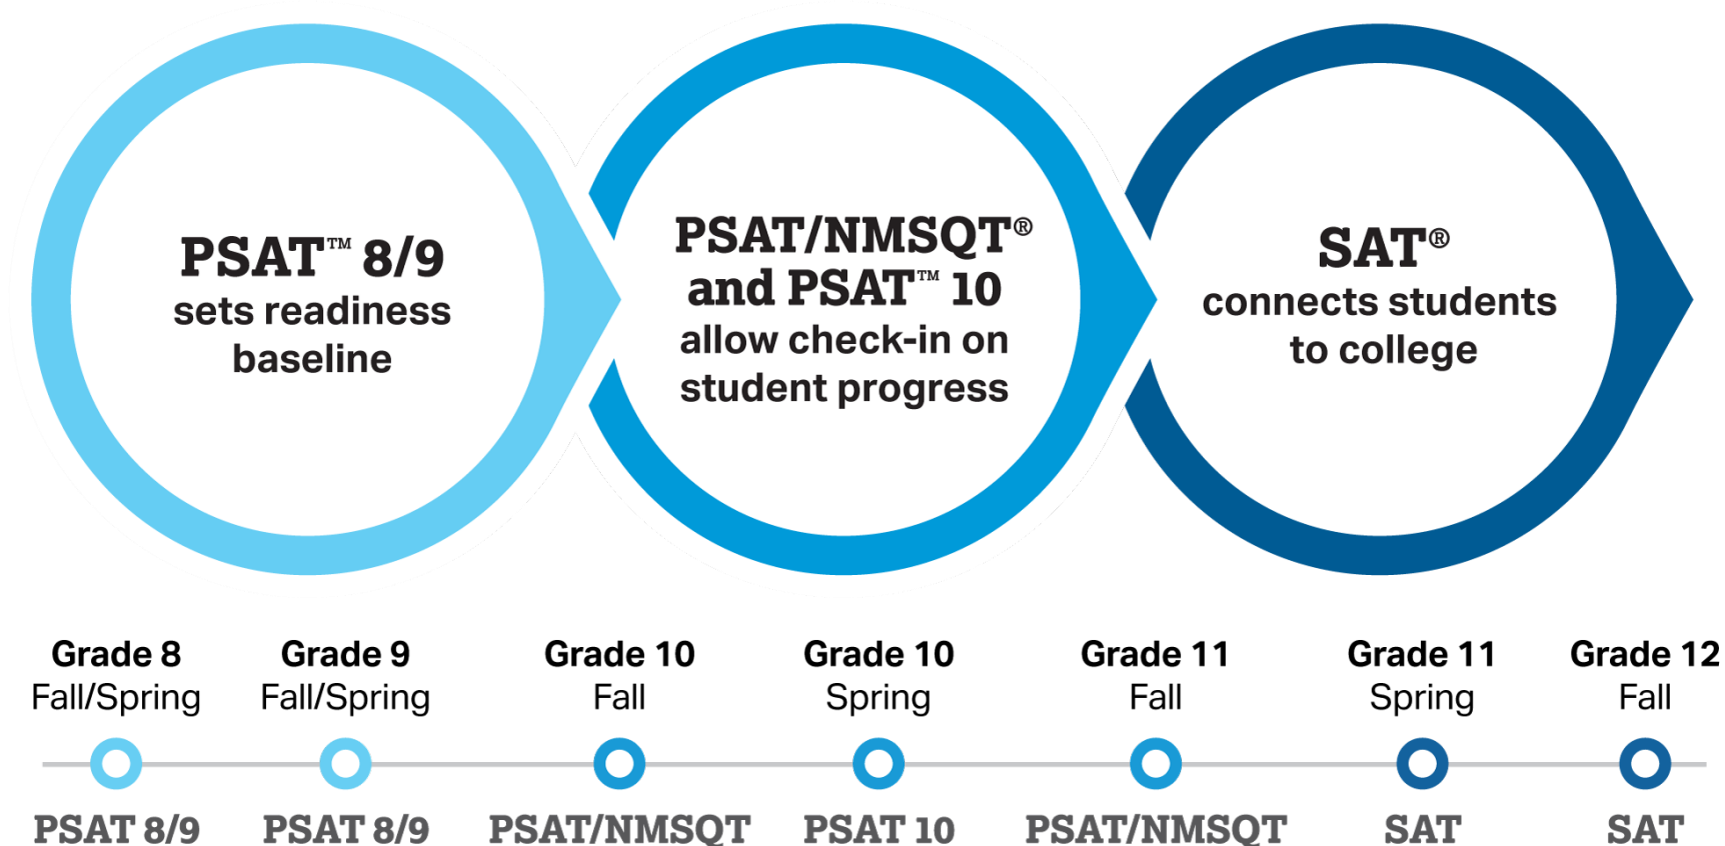 PSAT™ 8/9
sets readiness
baseline
PSAT/NMSQT®
and PSAT™ 10
allow check-in on
student progress
SAT®
connects students
to college
Grade 8
Fall/Spring
PSAT 8/9
Grade 9
Fall/Spring
PSAT 8/9
Grade 10
Fall
PSAT/NMSQT
Grade 10
Spring
PSAT 10
Grade 11
Fall
PSAT/NMSQT
Grade 11
Spring
SAT
Grade 12
Fall
SAT